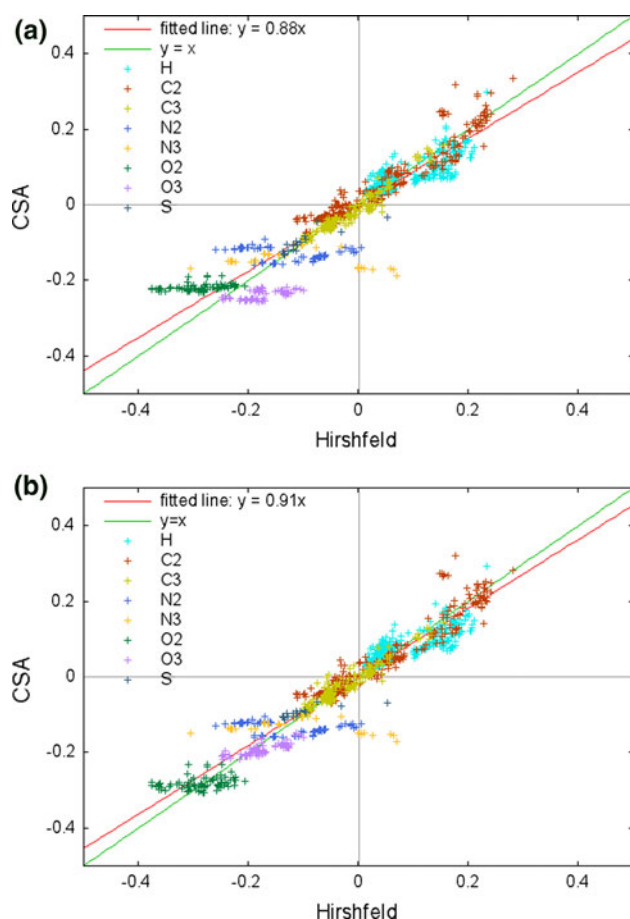 (a)
fitted line: y = 0.88x
y = x
H
C2
C3
N2
N3
O2
O3
S
0.4
0.2
0
-0.2
-0.4
CSA
-0.4 -0.2 0 0.2 0.4
Hirshfeld
(b)
fitted line: y = 0.91x
y=x
H
C2
C3
N2
N3
O2
O3
S
0.4
0.2
0
-0.2
-0.4
CSA
-0.4 -0.2 0 0.2 0.4
Hirshfeld